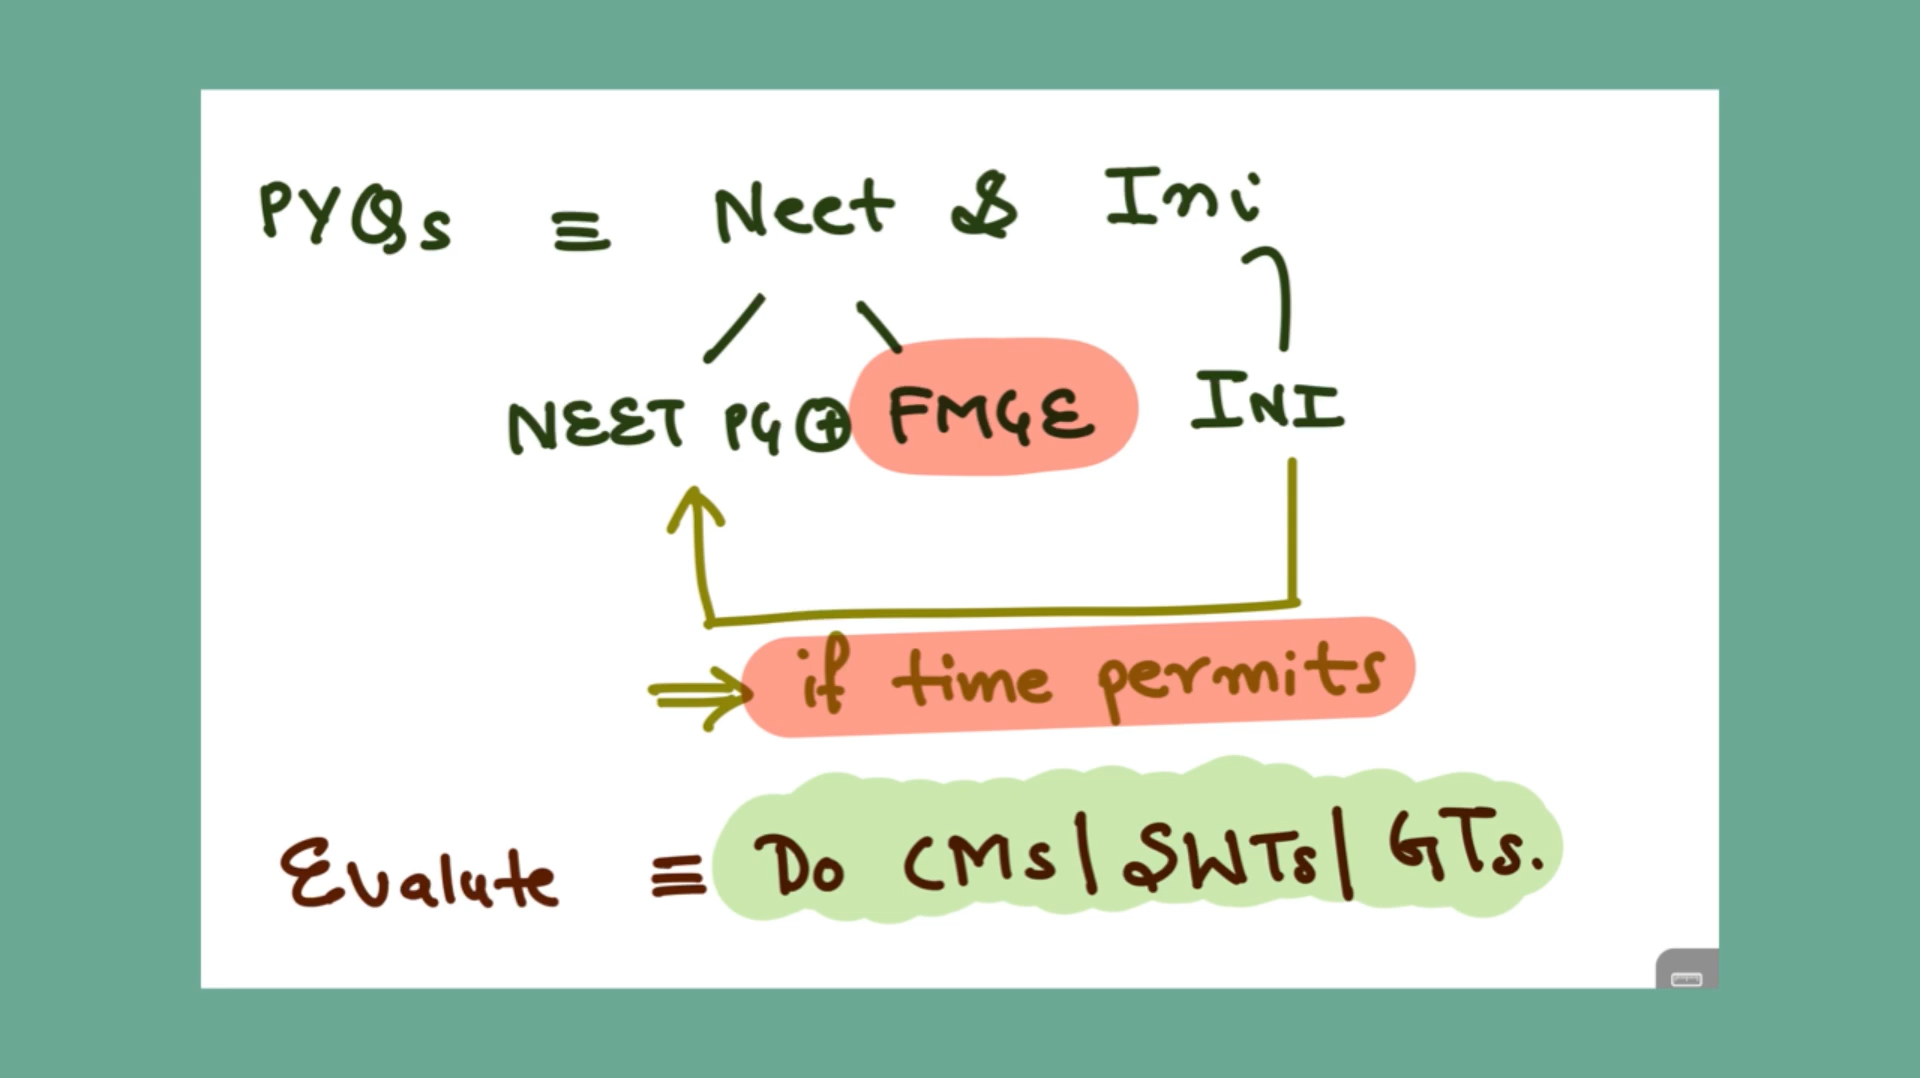 PYQs ≡ Neet & Ini
NEET PG ⊕ FMGE INI
⇒ if time permits
Evalute ≡ Do CMs | SWTs | GTs.